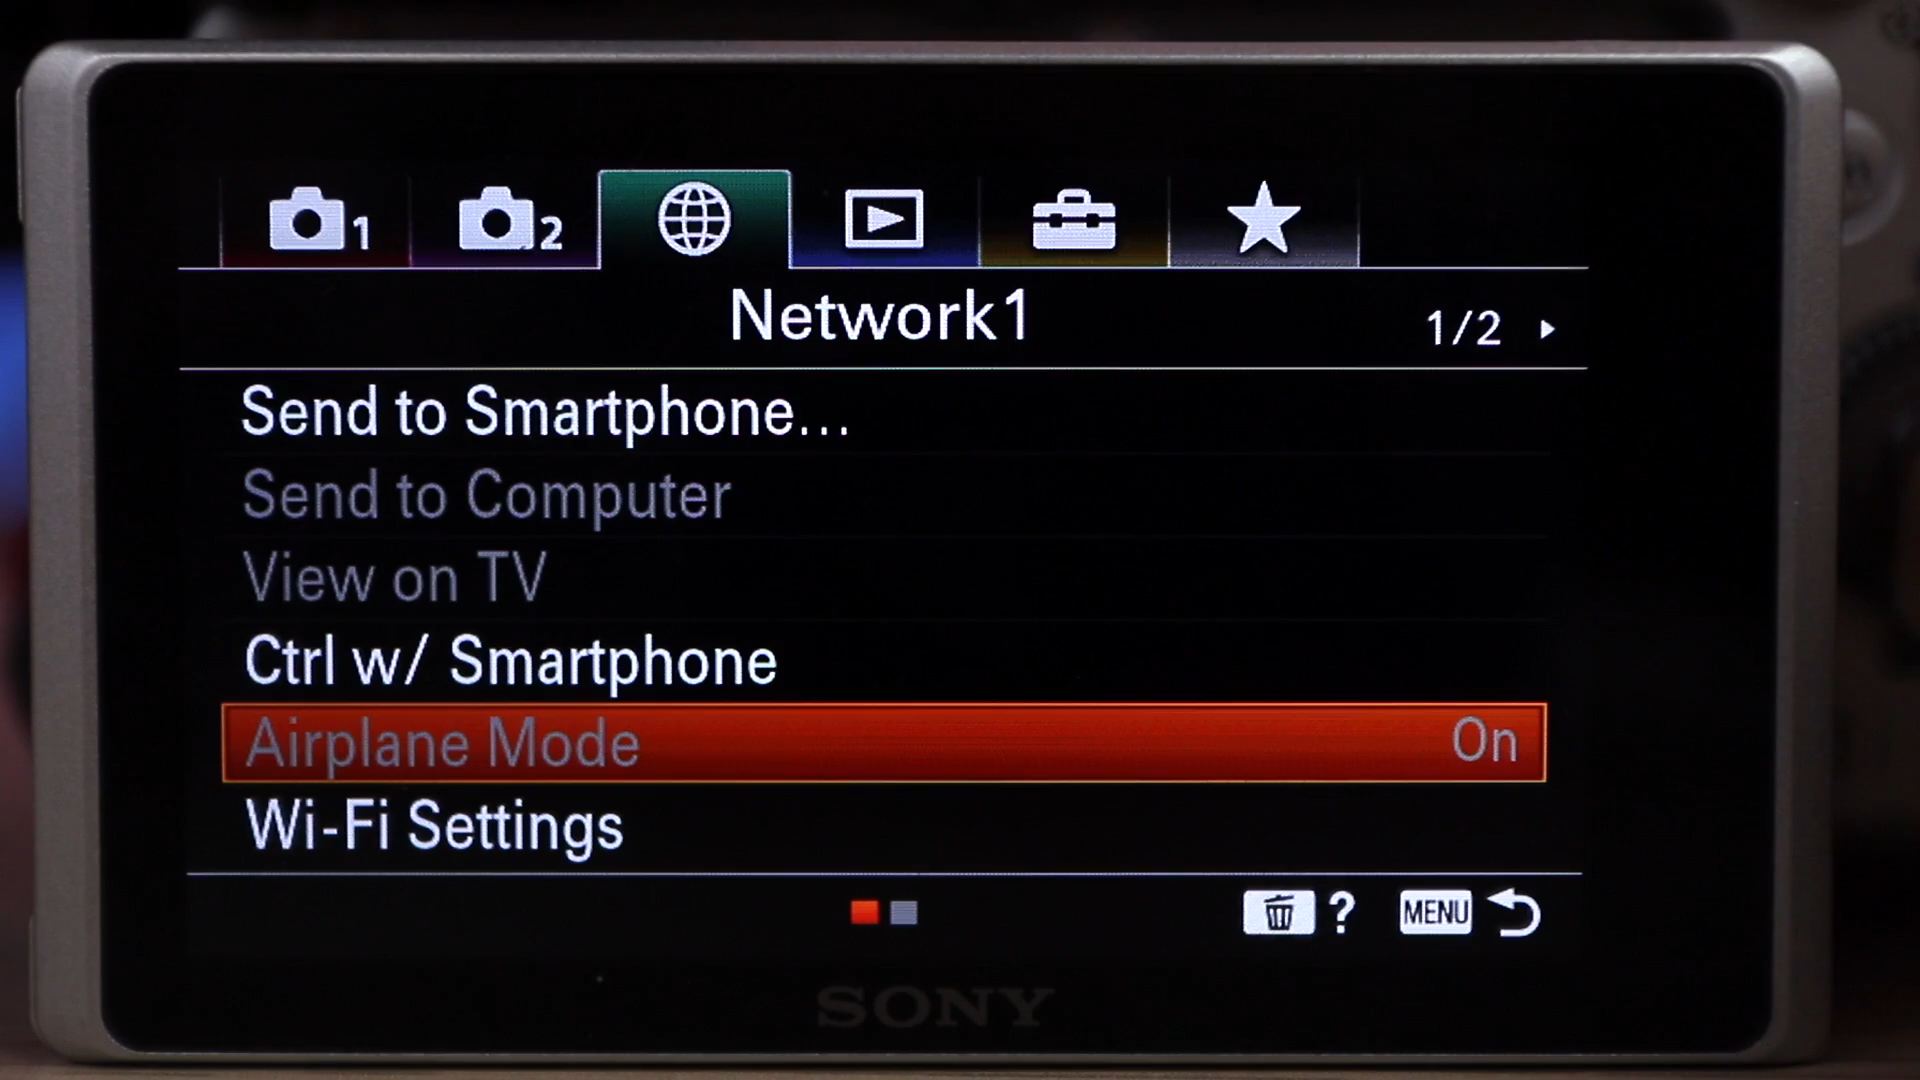 1 2
Network1 1/2
Send to Smartphone...
Send to Computer
View on TV
Ctrl w/ Smartphone
Airplane Mode On
Wi-Fi Settings
? MENU
SONY